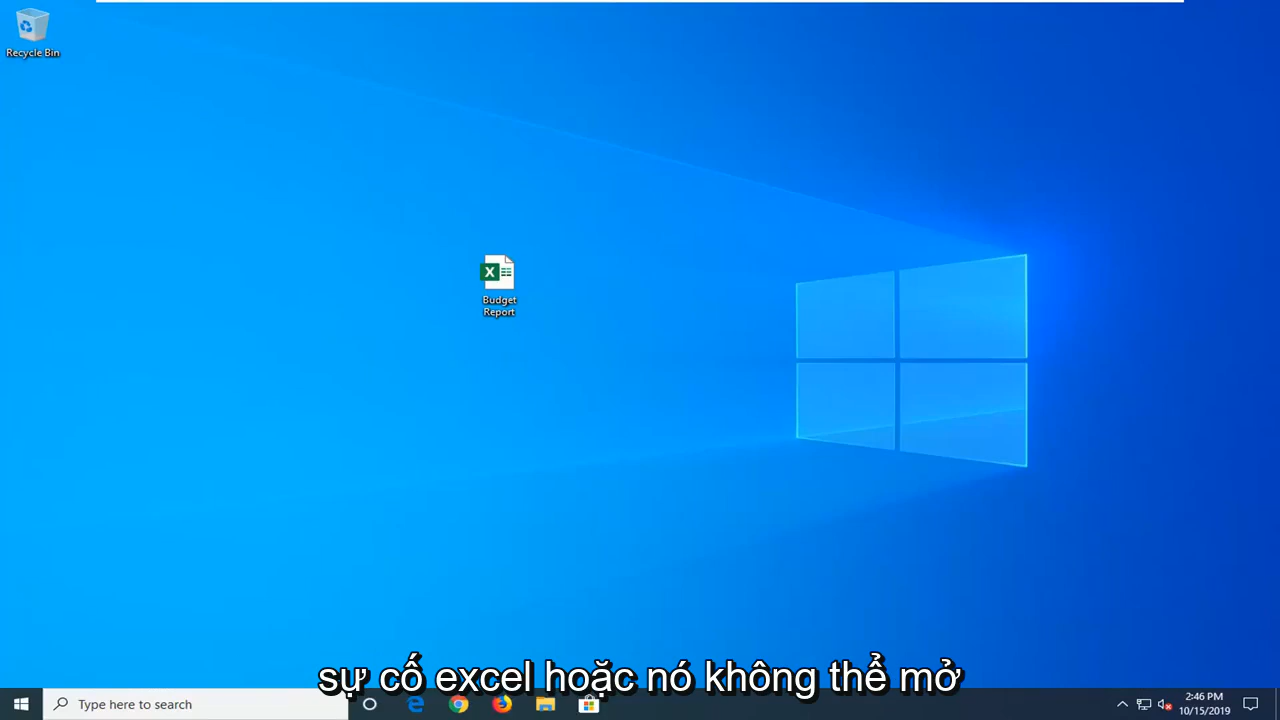 Recycle Bin
Budget
Report
sự cố excel hoặc nó không thể mở
Type here to search
2:46 PM
10/15/2019